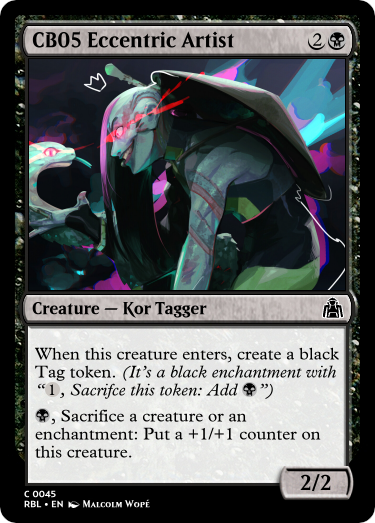 CB05 Eccentric Artist 2
Creature — Kor Tagger
When this creature enters, create a black
Tag token. (It's a black enchantment with
“1, Sacrifce this token: Add ”)
, Sacrifice a creature or an
enchantment: Put a +1/+1 counter on
this creature.
2/2
C 0045
RBL • EN Malcolm Wopé